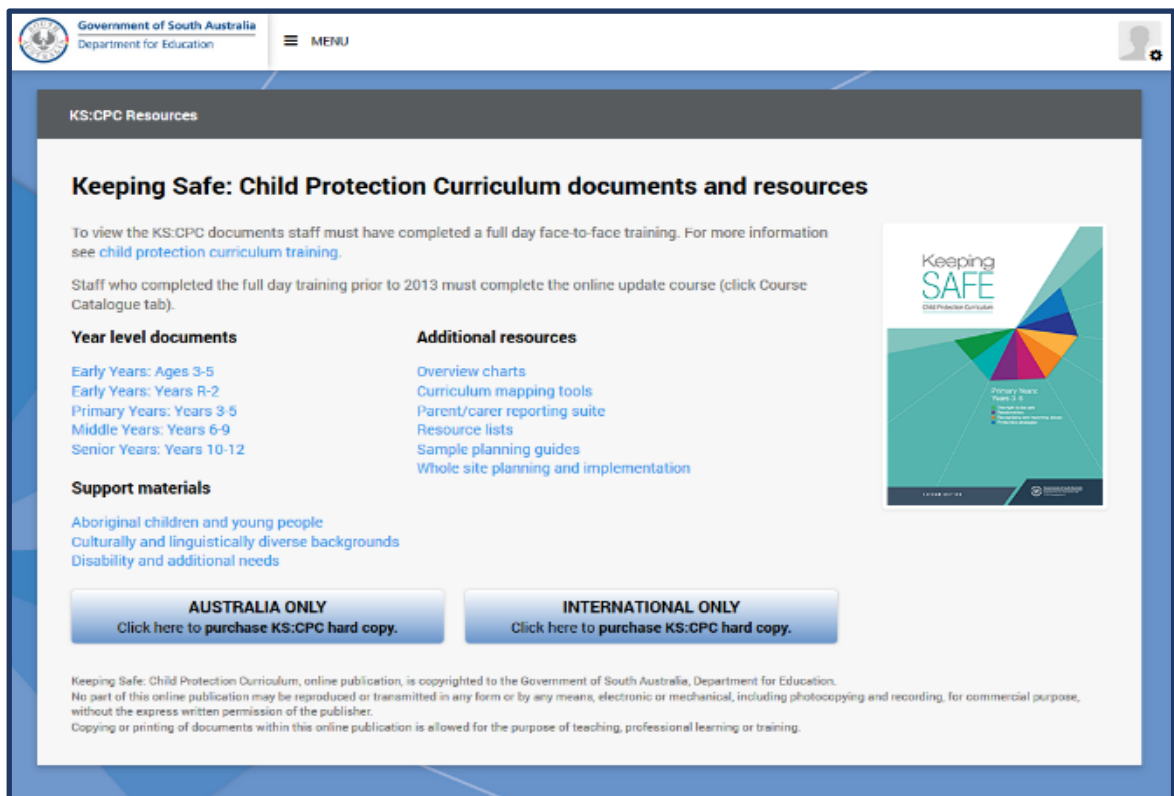 Government of South Australia
Department for Education
MENU
KS:CPC Resources
Keeping Safe: Child Protection Curriculum documents and resources
To view the KS:CPC documents staff must have completed a full day face-to-face training. For more information
see child protection curriculum training.
Staff who completed the full day training prior to 2013 must complete the online update course (click Course
Catalogue tab).
Year level documents
Early Years: Ages 3-5
Early Years: Years R-2
Primary Years: Years 3-5
Middle Years: Years 6-9
Senior Years: Years 10-12
Support materials
Aboriginal children and young people
Culturally and linguistically diverse backgrounds
Disability and additional needs
Additional resources
Overview charts
Curriculum mapping tools
Parent/carer reporting suite
Resource lists
Sample planning guides
Whole site planning and implementation
Keeping
SAFE
Child Protection Curriculum
Primary Years:
Years 3-5
AUSTRALIA ONLY
Click here to purchase KS:CPC hard copy.
INTERNATIONAL ONLY
Click here to purchase KS:CPC hard copy.
Keeping Safe: Child Protection Curriculum, online publication, is copyrighted to the Government of South Australia, Department for Education.
No part of this online publication may be reproduced or transmitted in any form or by any means, electronic or mechanical, including photocopying and recording, for commercial purpose,
without the express written permission of the publisher.
Copying or printing of documents within this online publication is allowed for the purpose of teaching, professional learning or training.